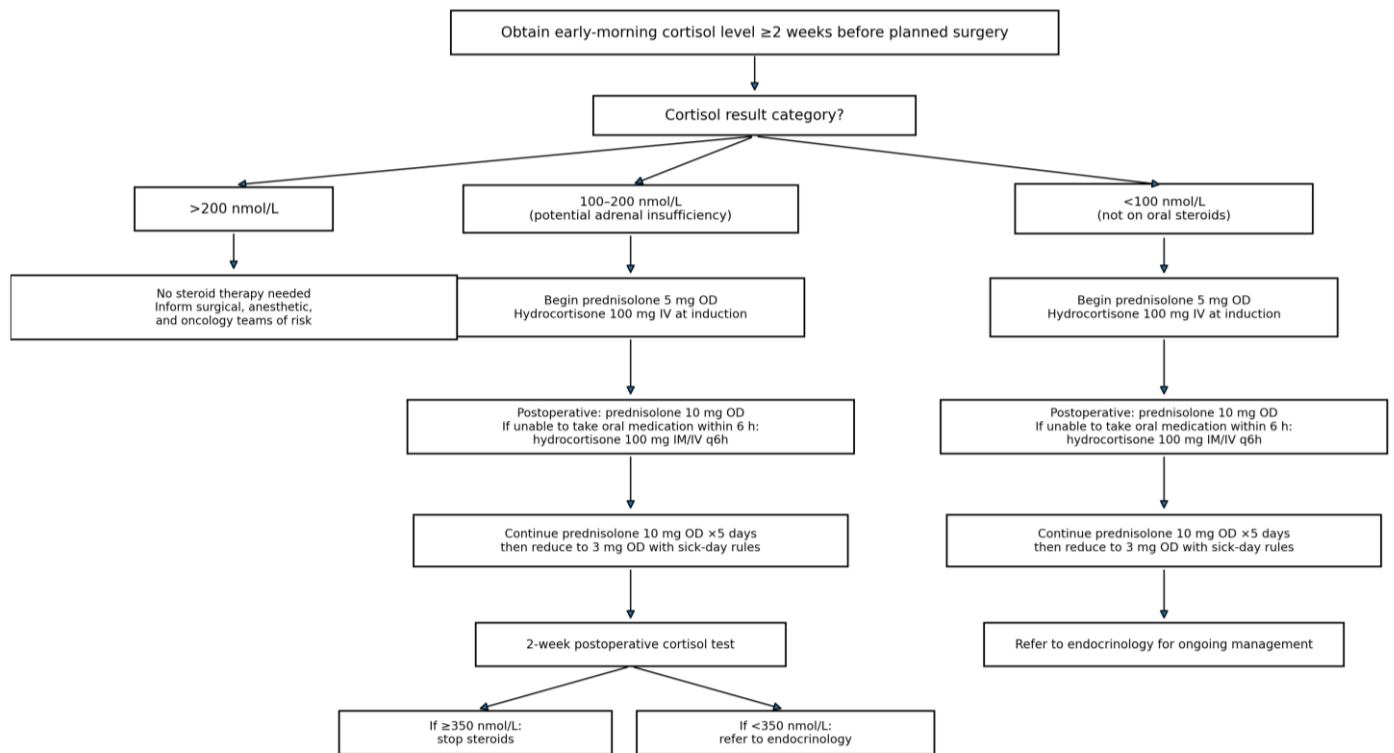 Obtain early-morning cortisol level ≥2 weeks before planned surgery
Cortisol result category?
>200 nmol/L
100–200 nmol/L
(potential adrenal insufficiency)
<100 nmol/L
(not on oral steroids)
No steroid therapy needed
Inform surgical, anesthetic,
and oncology teams of risk
Begin prednisolone 5 mg OD
Hydrocortisone 100 mg IV at induction
Begin prednisolone 5 mg OD
Hydrocortisone 100 mg IV at induction
Postoperative: prednisolone 10 mg OD
If unable to take oral medication within 6 h:
hydrocortisone 100 mg IM/IV q6h
Postoperative: prednisolone 10 mg OD
If unable to take oral medication within 6 h:
hydrocortisone 100 mg IM/IV q6h
Continue prednisolone 10 mg OD ×5 days
then reduce to 3 mg OD with sick-day rules
Continue prednisolone 10 mg OD ×5 days
then reduce to 3 mg OD with sick-day rules
2-week postoperative cortisol test
Refer to endocrinology for ongoing management
If ≥350 nmol/L:
stop steroids
If <350 nmol/L:
refer to endocrinology